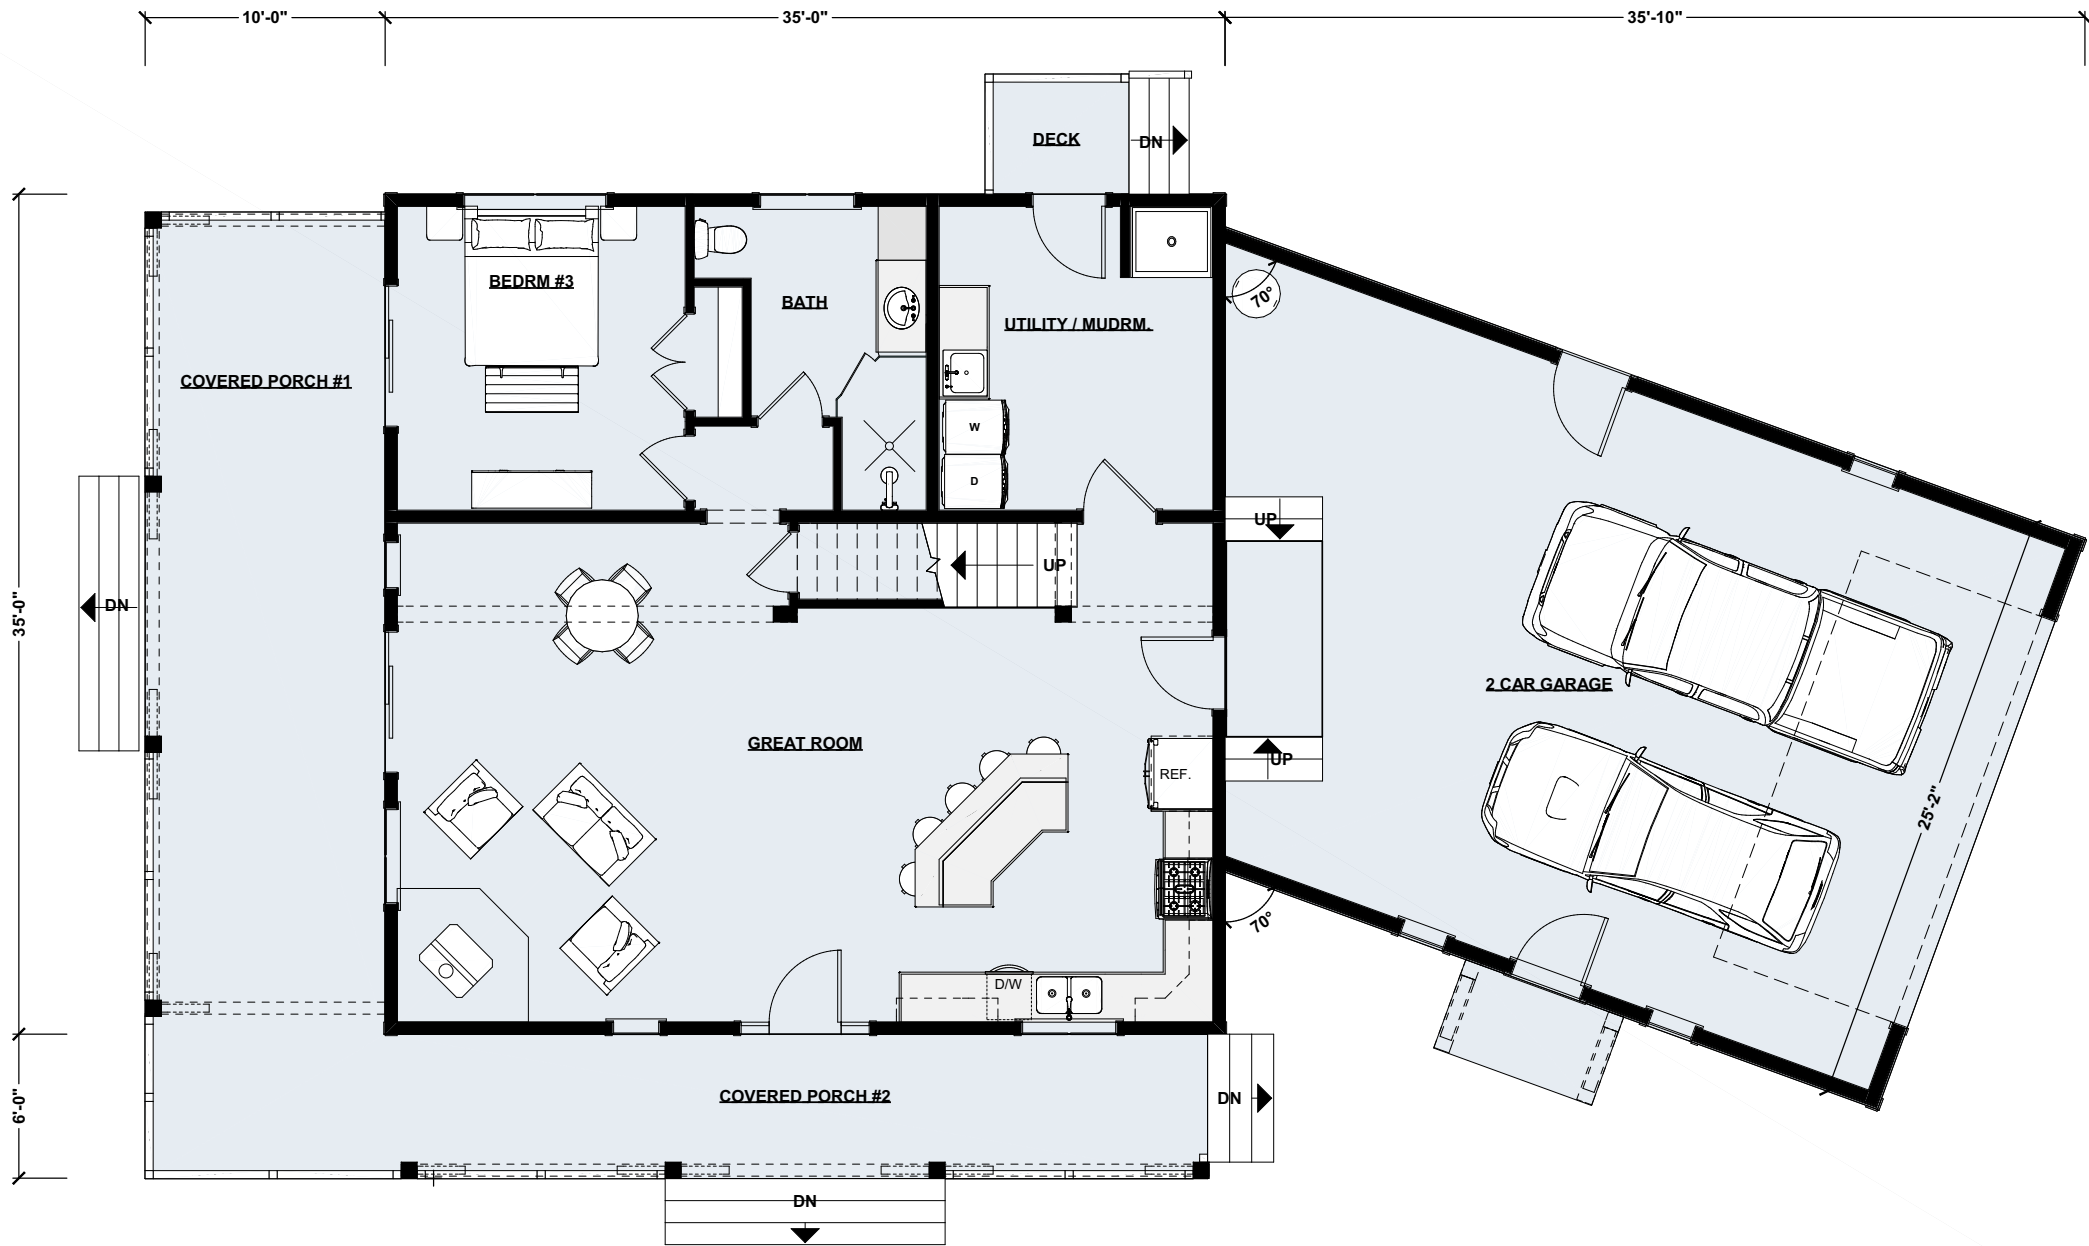 10'-0"
35'-0"
35'-10"
DECK
DN
BEDRM #3
70°
BATH
UTILITY / MUDRM.
COVERED PORCH #1
W
D
UP
UP
DN
35'-0"
2 CAR GARAGE
GREAT ROOM
UP
REF.
25'-2"
70°
D/W
COVERED PORCH #2
DN
6'-0"
DN